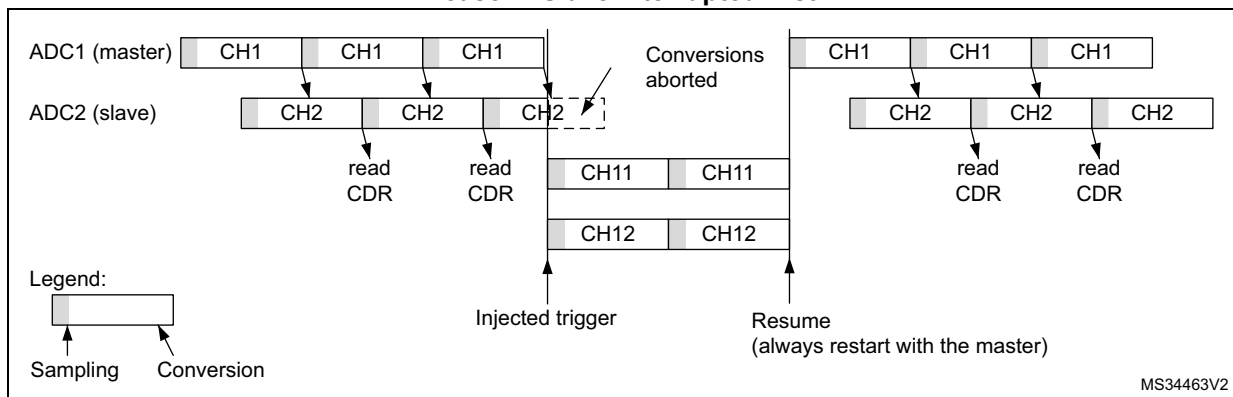 ADC1 (master) CH1 CH1 CH1 Conversions aborted CH1 CH1 CH1
ADC2 (slave) CH2 CH2 CH2 CH2 CH2 CH2
read CDR read CDR read CDR read CDR
CH11 CH11
CH12 CH12
Legend:
Sampling Conversion
Injected trigger
Resume
(always restart with the master)
MS34463V2